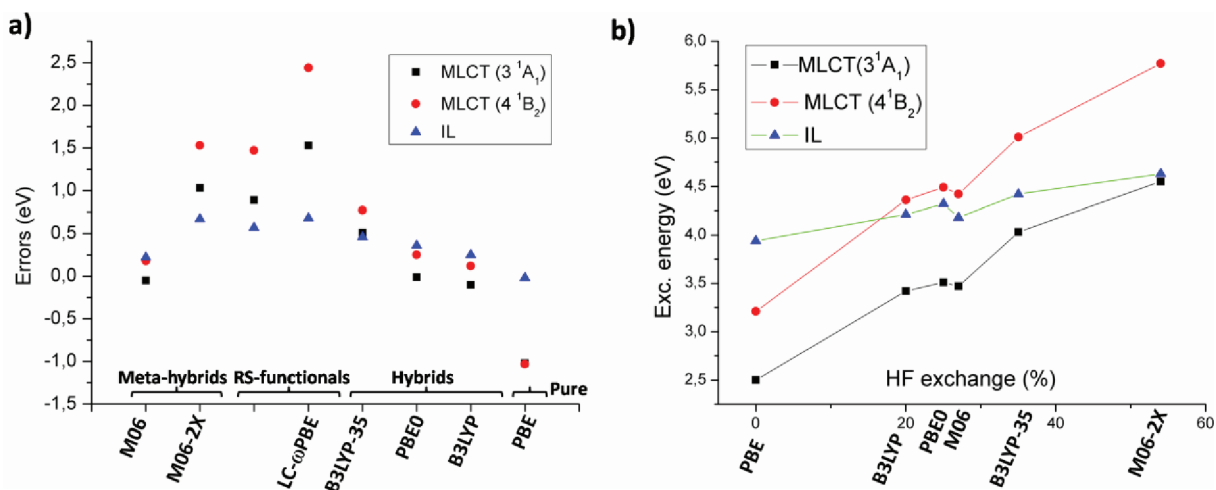 a)
Errors (eV)
2,5
2,0
1,5
1,0
0,5
0,0
-0,5
-1,0
-1,5
MLCT (3 ¹A₁)
MLCT (4 ¹B₂)
IL
Meta-hybrids
RS-functionals
Hybrids
Pure
M06
M06-2X
LC-ωPBE
B3LYP-35
PBE0
B3LYP
PBE
b)
Exc. energy (eV)
6,0
5,5
5,0
4,5
4,0
3,5
3,0
2,5
MLCT(3¹A₁)
MLCT (4¹B₂)
IL
HF exchange (%)
0
20
40
60
PBE
B3LYP
PBE0
M06
B3LYP-35
M06-2X